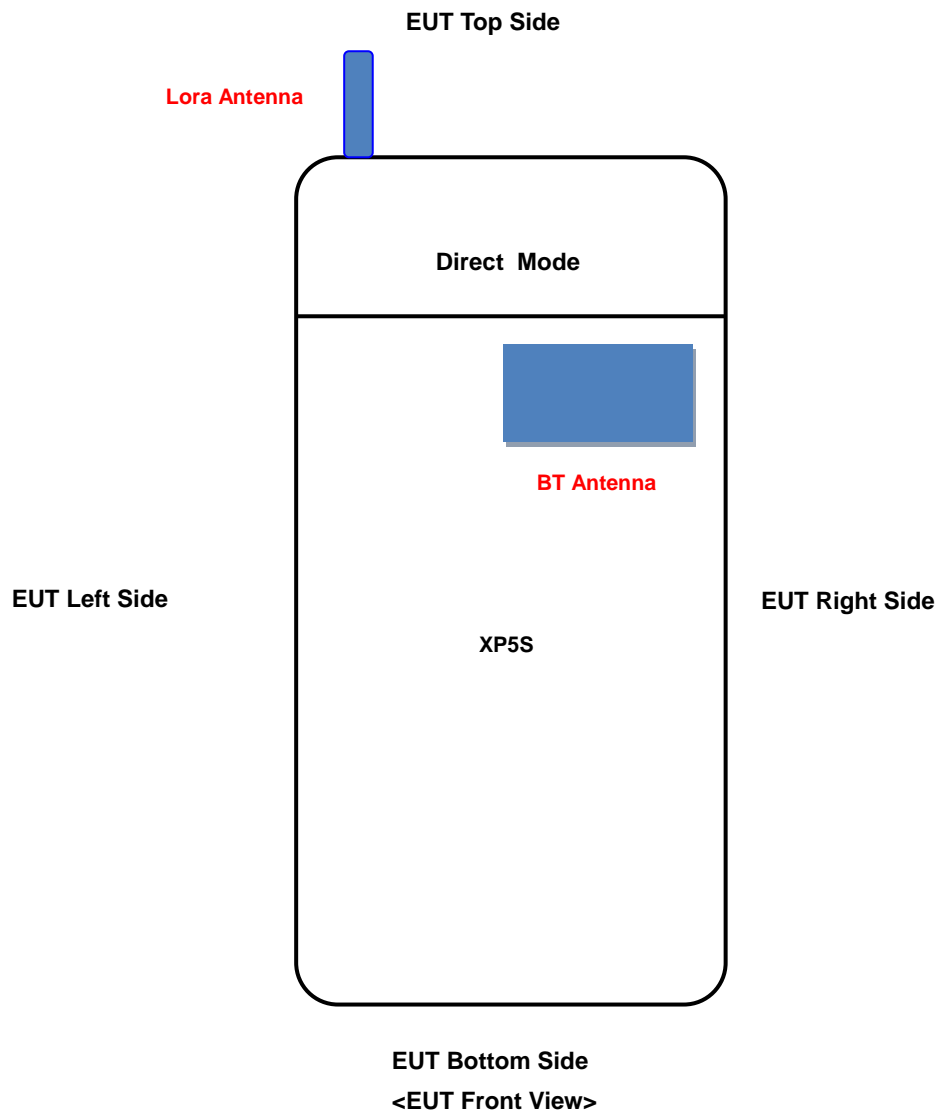 EUT Top Side
Lora Antenna
Direct Mode
BT Antenna
EUT Left Side
EUT Right Side
XP5S
EUT Bottom Side
<EUT Front View>